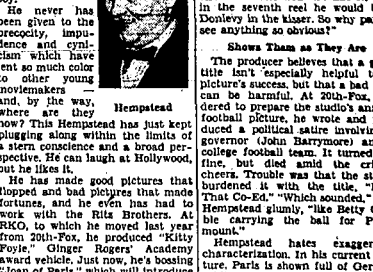 He never has
been given to the
precocity, impu-
dence and cyni-
cism which have
lent so much color
to other young
moviemakers —
and, by the way,
where are they
now? This Hempstead has just kept
plugging along within the limits of
a stern conscience and a broad per-
spective. He can laugh at Hollywood,
but he likes it.
He has made good pictures that
flopped and bad pictures that made
fortunes, and he even has had to
work with the Ritz Brothers. At
RKO, to which he moved last year
from 20th-Fox, he produced "Kitty
Foyle," Ginger Rogers' Academy
award vehicle. Just now, he's bossing
"Joan of Paris," which will introduce
Hempstead
in the seventh reel he would
Donlevy in the kisser. So why pa
see anything so obvious?"
Shows Them as They Are
The producer believes that a g
title isn't especially helpful t
picture's success, but that a bad
can be harmful. At 20th-Fox,
dered to prepare the studio's an
football picture, he wrote and
duced a political satire involvin
governor (John Barrymore) an
college football team. It turned
fine, but died amid the cri
cheers. Trouble was that the st
burdened it with the title, "
That Co-Ed." "Which sounded,"
Hempstead glumly, "like Betty G
ble carrying the ball for P
mount."
Hempstead hates exagger
characterization. In his current
ture, Paris is shown full of Ger